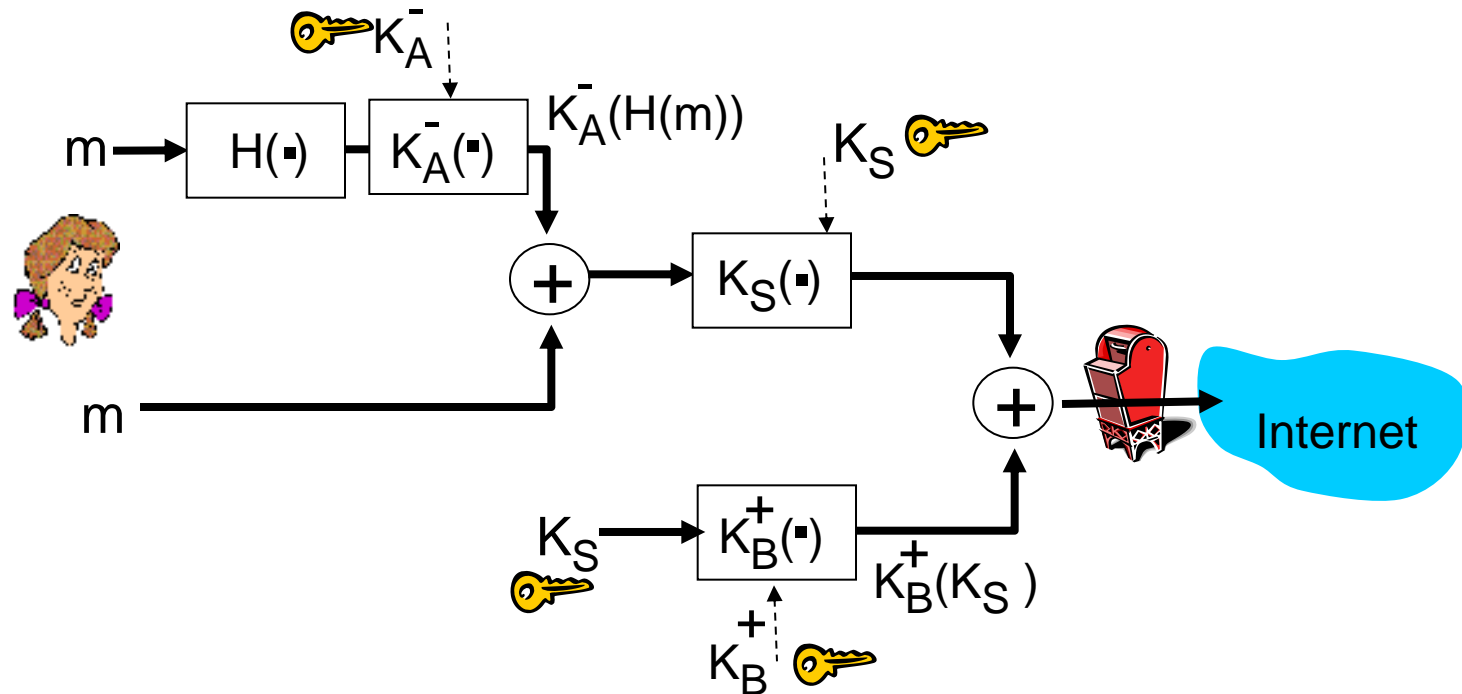 K_A^-
m
H(▪)
K_A^-(▪)
K_A^-(H(m))
K_S
+
K_S(▪)
m
+
Internet
K_S
K_B^+(▪)
K_B^+(K_S )
K_B^+